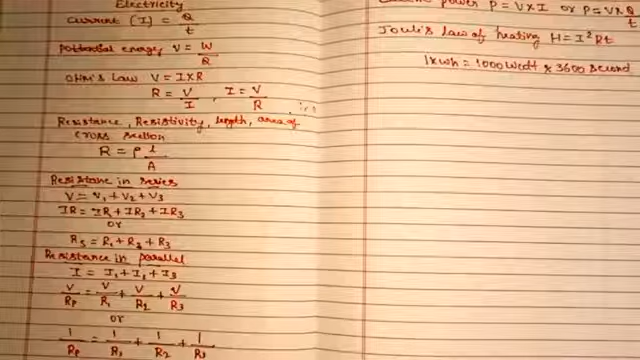 Electricity
Current (I) = Q/t
Potential energy V = W/Q
OHM's Law V = I×R
R = V/I , I = V/R
Resistance, Resistivity, length, area of
cross section
R = ρ l/A
Resistane in series
V = V₁+V₂+V₃
IR = IR₁+IR₂+IR₃
or
Rs = R₁+R₂+R₃
Resistance in parallel
I = I₁+I₂+I₃
V/Rp = V/R₁ + V/R₂ + V/R₃
or
1/Rp = 1/R₁ + 1/R₂ + 1/R₃
power P = V×I or P = V×Q/t
Joule's law of heating H = I²Rt
1kwh = 1000 watt × 3600 second